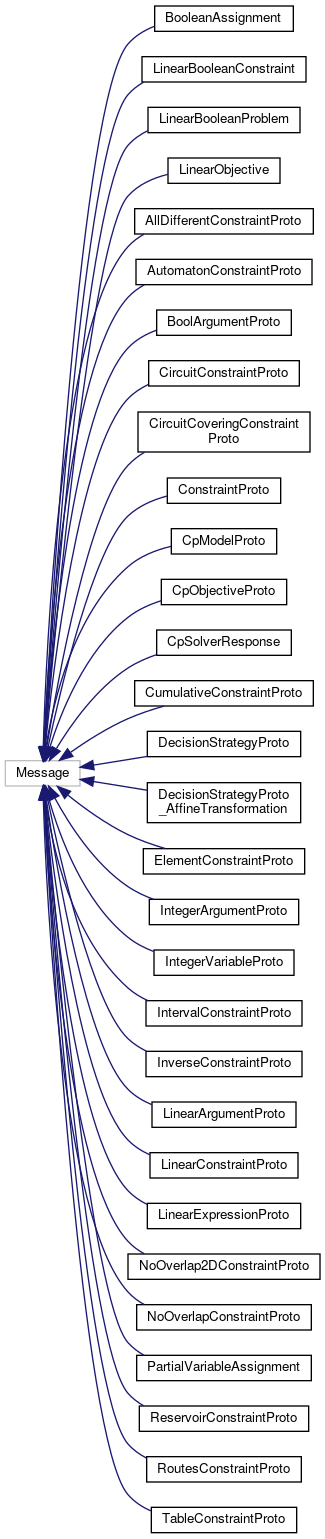 BooleanAssignment
LinearBooleanConstraint
LinearBooleanProblem
LinearObjective
AllDifferentConstraintProto
AutomatonConstraintProto
BoolArgumentProto
CircuitConstraintProto
CircuitCoveringConstraint
Proto
ConstraintProto
CpModelProto
CpObjectiveProto
CpSolverResponse
CumulativeConstraintProto
DecisionStrategyProto
Message
DecisionStrategyProto
_AffineTransformation
ElementConstraintProto
IntegerArgumentProto
IntegerVariableProto
IntervalConstraintProto
InverseConstraintProto
LinearArgumentProto
LinearConstraintProto
LinearExpressionProto
NoOverlap2DConstraintProto
NoOverlapConstraintProto
PartialVariableAssignment
ReservoirConstraintProto
RoutesConstraintProto
TableConstraintProto